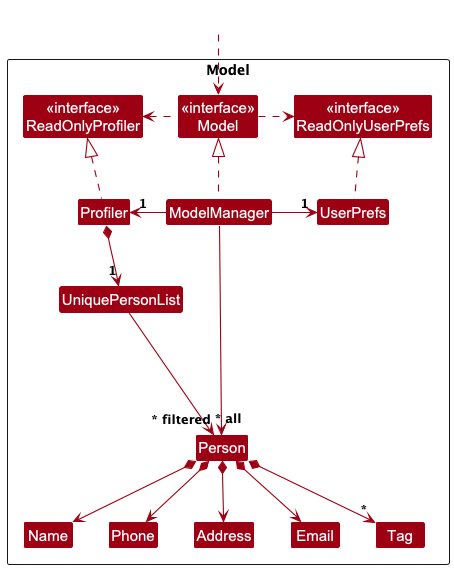 Model
«interface»
ReadOnlyProfiler
«interface»
Model
«interface»
ReadOnlyUserPrefs
Profiler
1
ModelManager
1
UserPrefs
1
UniquePersonList
* filtered
* all
Person
Name
Phone
Address
Email
*
Tag